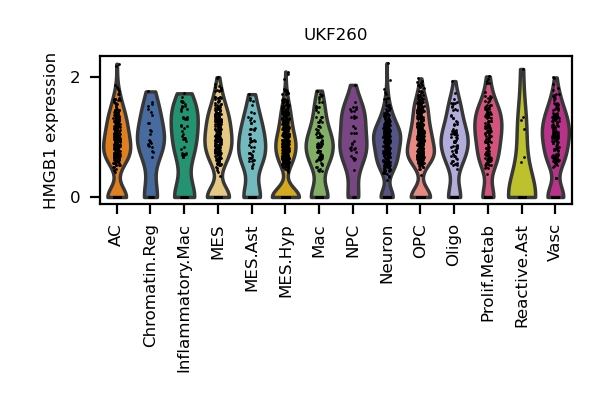 UKF260
HMGB1 expression
2
0
AC
Chromatin.Reg
Inflammatory.Mac
MES
MES.Ast
MES.Hyp
Mac
NPC
Neuron
OPC
Oligo
Prolif.Metab
Reactive.Ast
Vasc